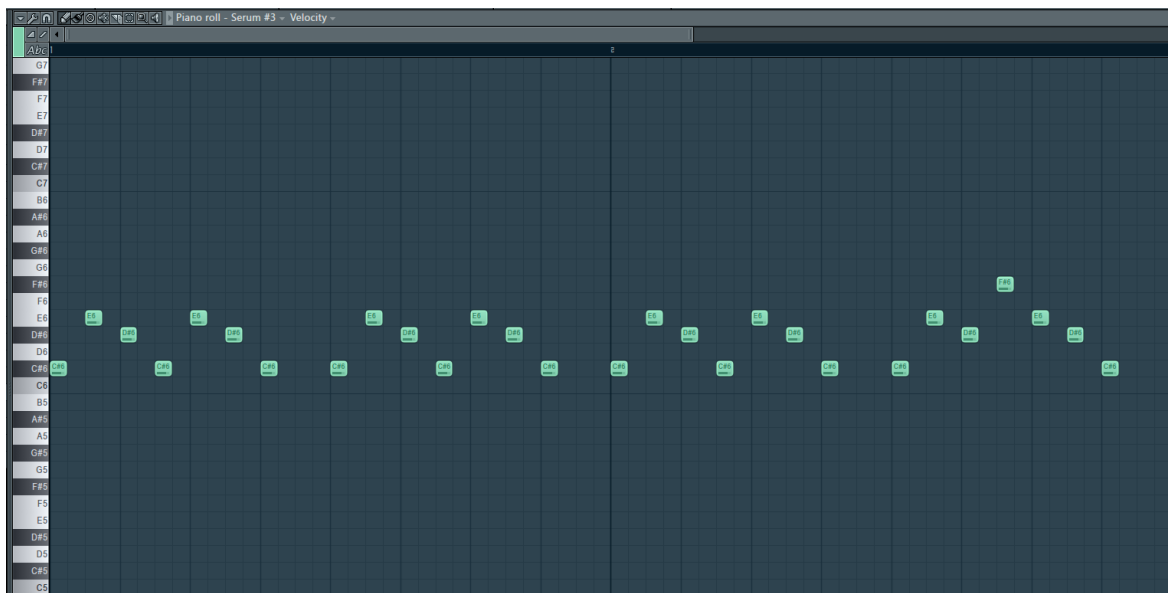 Piano roll - Serum #3 - Velocity -
Abc 1 2
G7
F#7
F7
E7
D#7
D7
C#7
C7
B6
A#6
A6
G#6
G6
F#6 F#6
F6
E6 E6 E6 E6 E6 E6 E6 E6 E6
D#6 D#6 D#6 D#6 D#6 D#6 D#6 D#6 D#6
D6
C#6 C#6 C#6 C#6 C#6 C#6 C#6 C#6 C#6 C#6 C#6 C#6
C6
B5
A#5
A5
G#5
G5
F#5
F5
E5
D#5
D5
C#5
C5